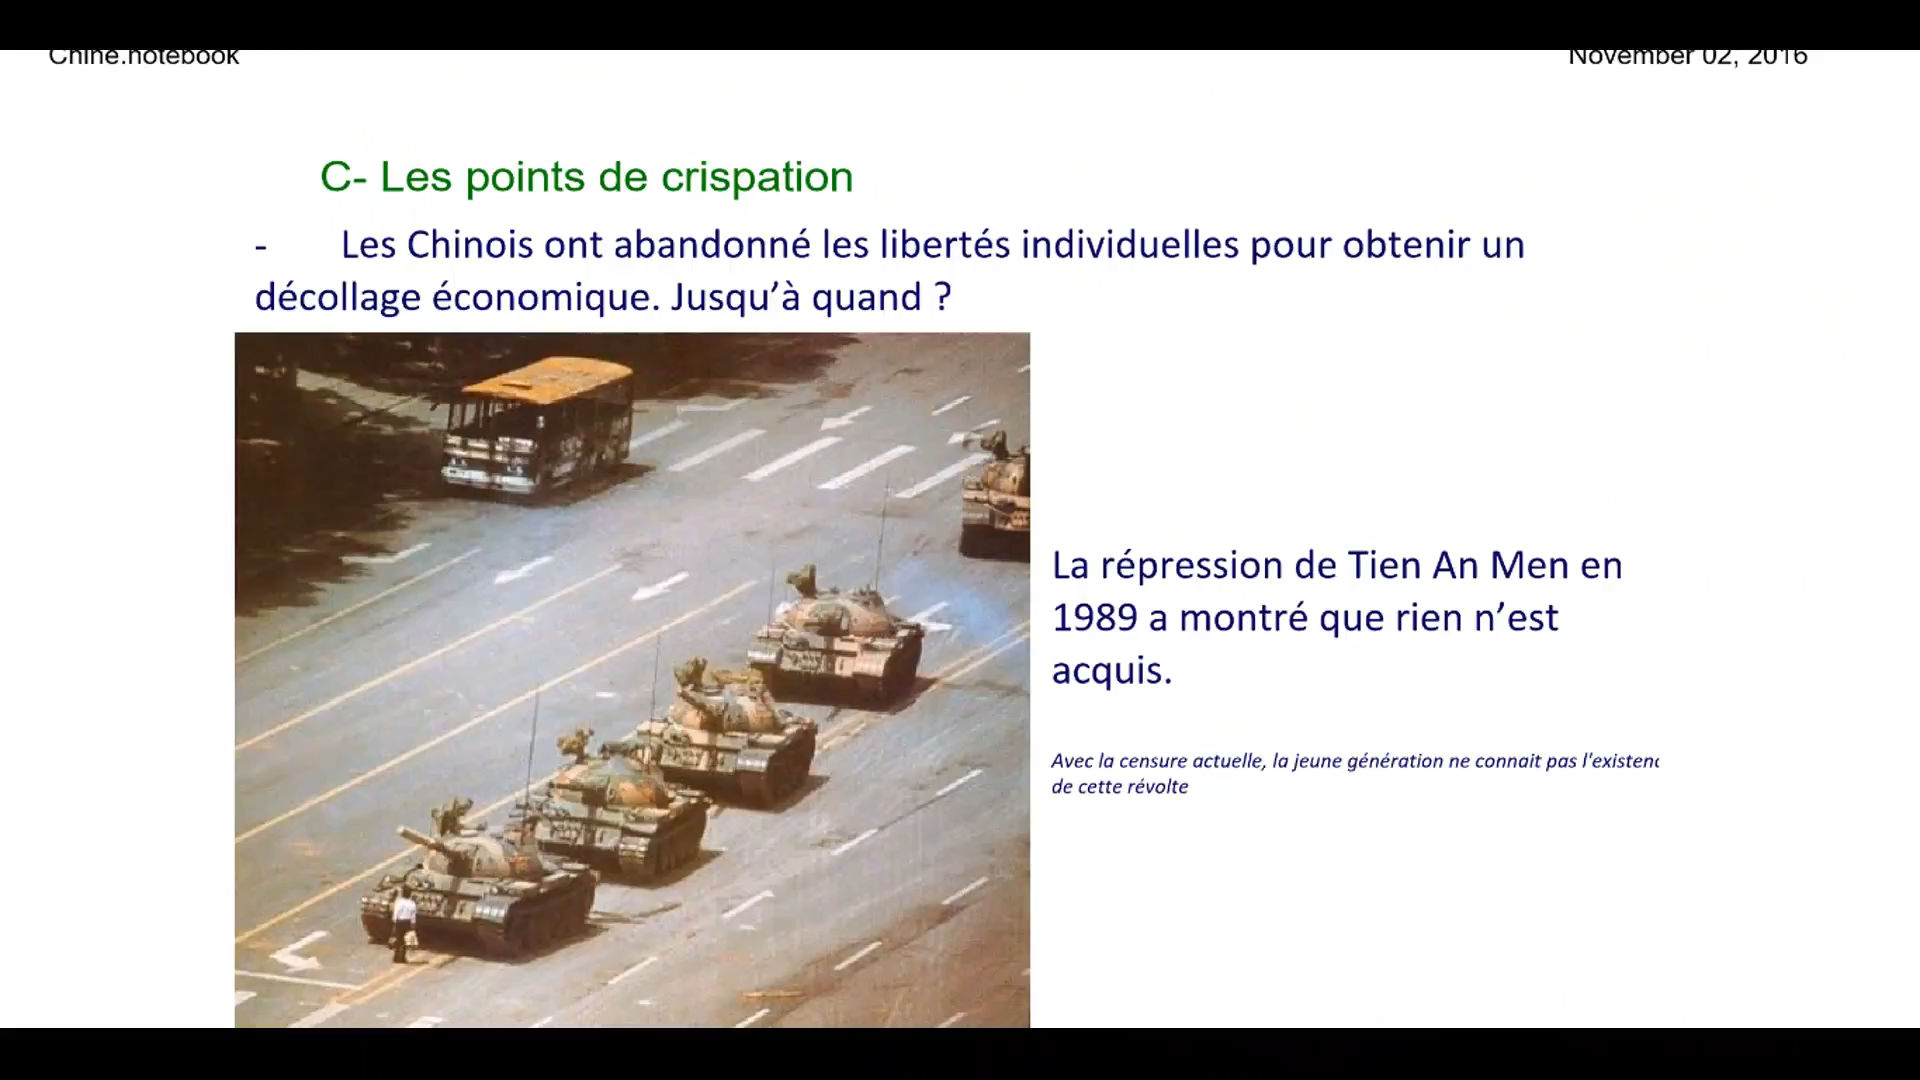 Chine.notebook
November 02, 2016
C- Les points de crispation
- Les Chinois ont abandonné les libertés individuelles pour obtenir un
décollage économique. Jusqu’à quand ?
La répression de Tien An Men en
1989 a montré que rien n’est
acquis.
Avec la censure actuelle, la jeune génération ne connait pas l'existenc
de cette révolte